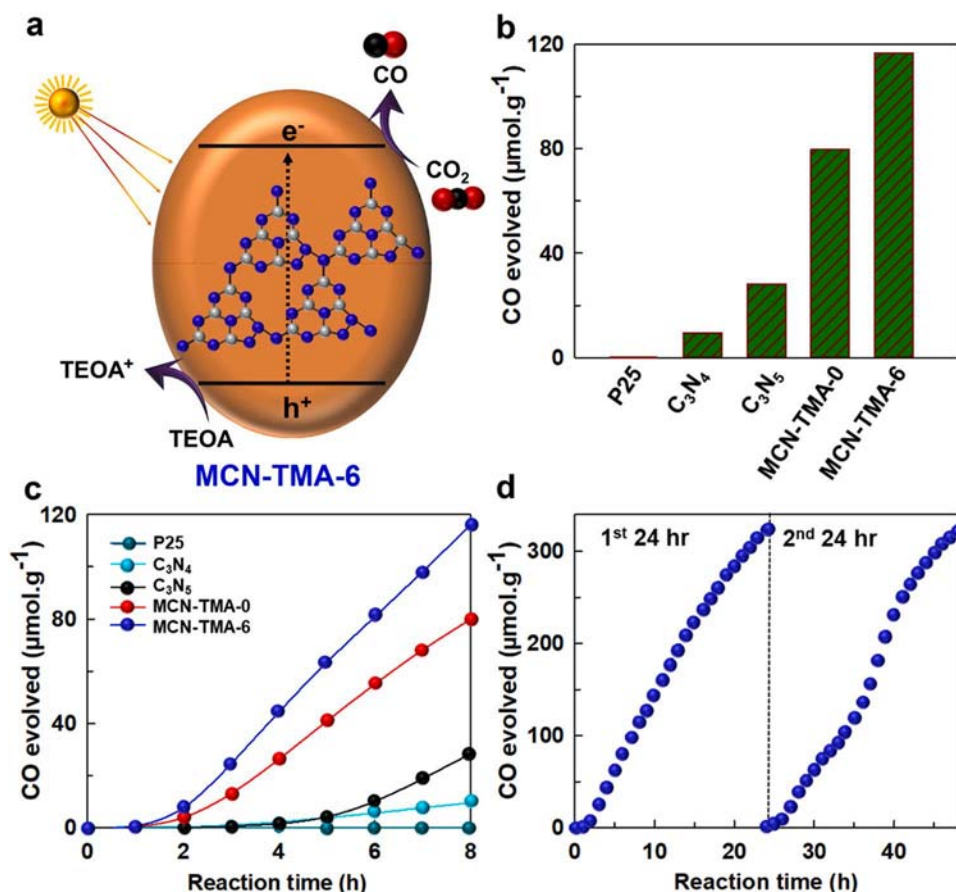 a
CO
e⁻
CO₂
TEOA⁺
h⁺
TEOA
MCN-TMA-6
b
CO evolved (µmol.g⁻¹)
120
80
40
0
P25
C₃N₄
C₃N₅
MCN-TMA-0
MCN-TMA-6
c
CO evolved (µmol.g⁻¹)
120
80
40
0
P25
C₃N₄
C₃N₅
MCN-TMA-0
MCN-TMA-6
0 2 4 6 8
Reaction time (h)
d
CO evolved (µmol.g⁻¹)
300
200
100
0
1ˢᵗ 24 hr
2ⁿᵈ 24 hr
0 10 20 30 40
Reaction time (h)